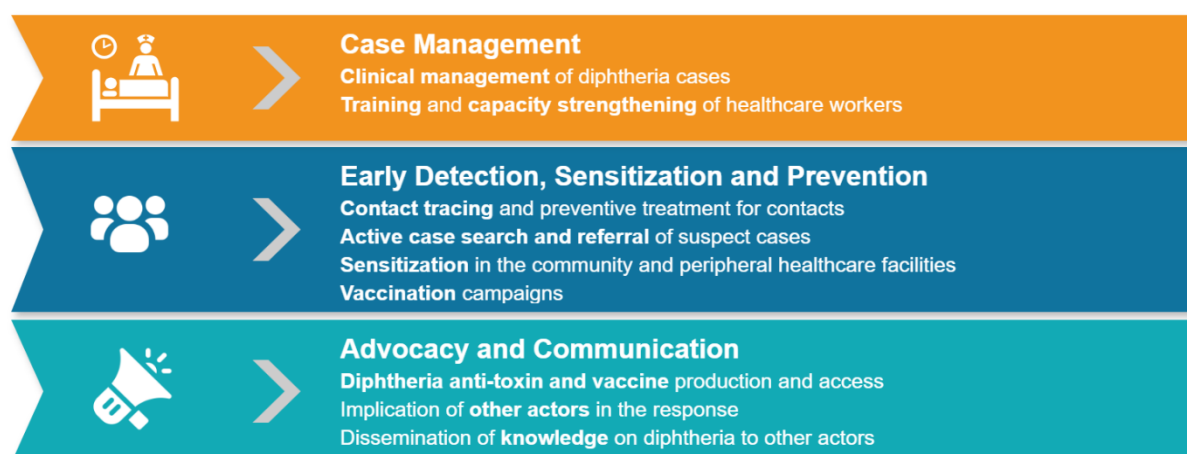 Case Management
Clinical management of diphtheria cases
Training and capacity strengthening of healthcare workers
Early Detection, Sensitization and Prevention
Contact tracing and preventive treatment for contacts
Active case search and referral of suspect cases
Sensitization in the community and peripheral healthcare facilities
Vaccination campaigns
Advocacy and Communication
Diphtheria anti-toxin and vaccine production and access
Implication of other actors in the response
Dissemination of knowledge on diphtheria to other actors